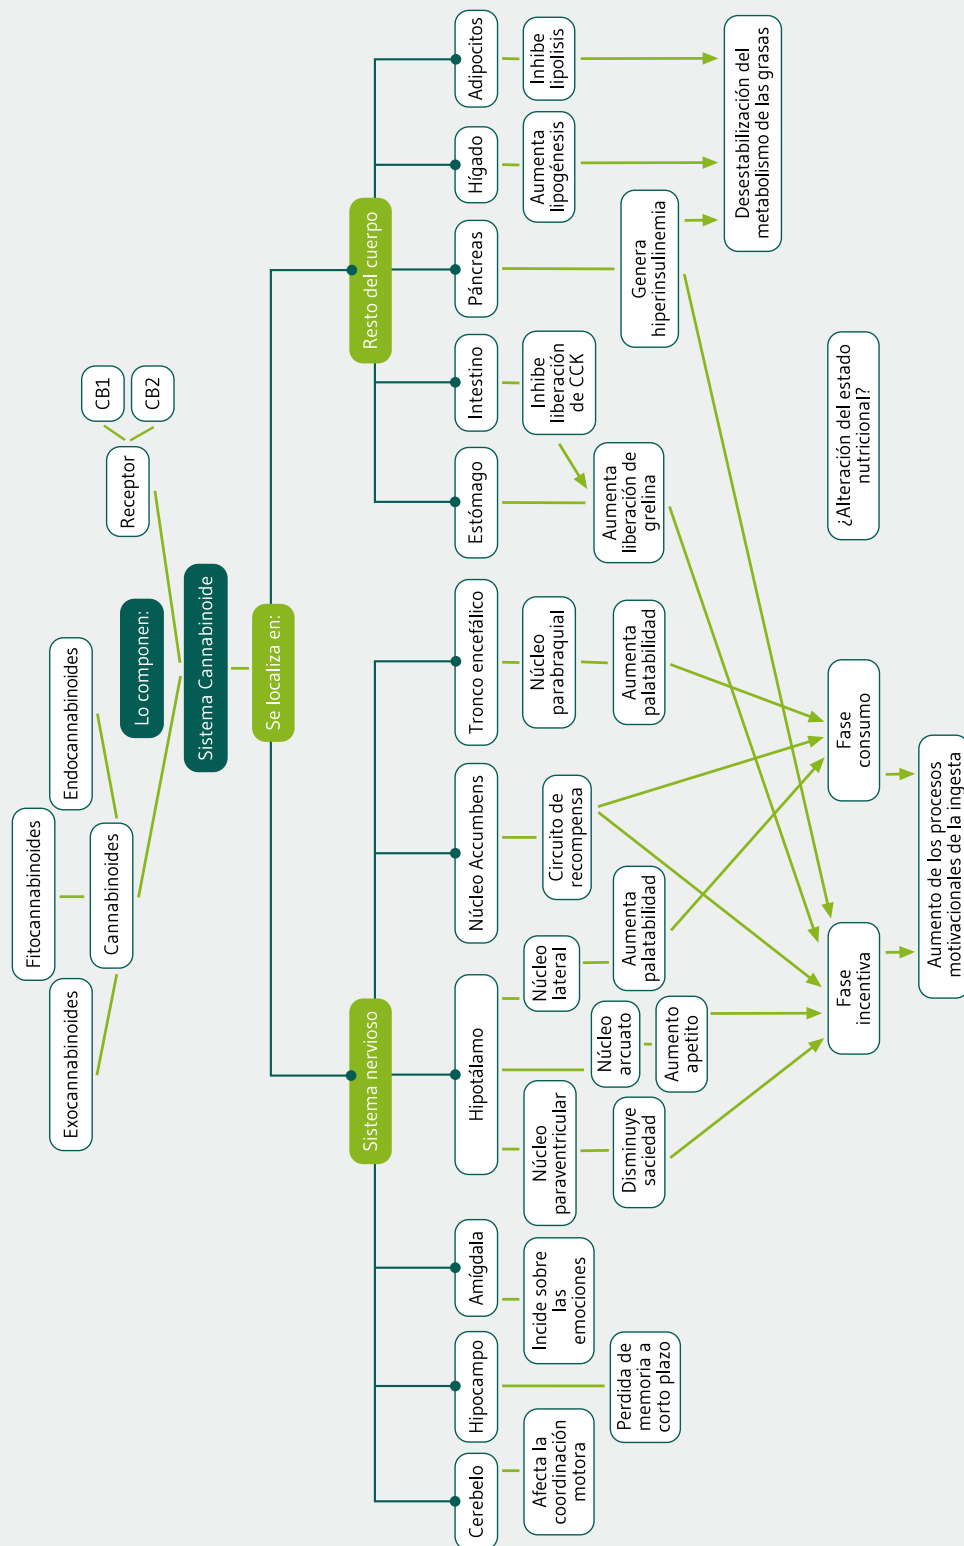 Fitocannabinoides
Exocannabinoides
Endocannabinoides
Cannabinoides
Lo componen:
Receptor
CB1
CB2
Sistema Cannabinoide
Se localiza en:
Sistema nervioso
Resto del cuerpo
Cerebelo
Hipocampo
Amígdala
Hipotálamo
Núcleo Accumbens
Tronco encefálico
Estómago
Intestino
Páncreas
Hígado
Adipocitos
Afecta la
coordinación
motora
Perdida de
memoria a
corto plazo
Incide sobre
las
emociones
Núcleo
paraventricular
Disminuye
saciedad
Núcleo
arcuato
Aumento
apetito
Núcleo
lateral
Aumenta
palatabilidad
Circuito de
recompensa
Núcleo
parabraquial
Aumenta
palatabilidad
Aumenta
liberación de
grelina
Inhibe
liberación
de CCK
Genera
hiperinsulinemia
Aumenta
lipogénesis
Inhibe
lipolisis
Desestabilización del
metabolismo de las grasas
Fase
incentiva
Fase
consumo
¿Alteración del estado
nutricional?
Aumento de los procesos
motivacionales de la ingesta